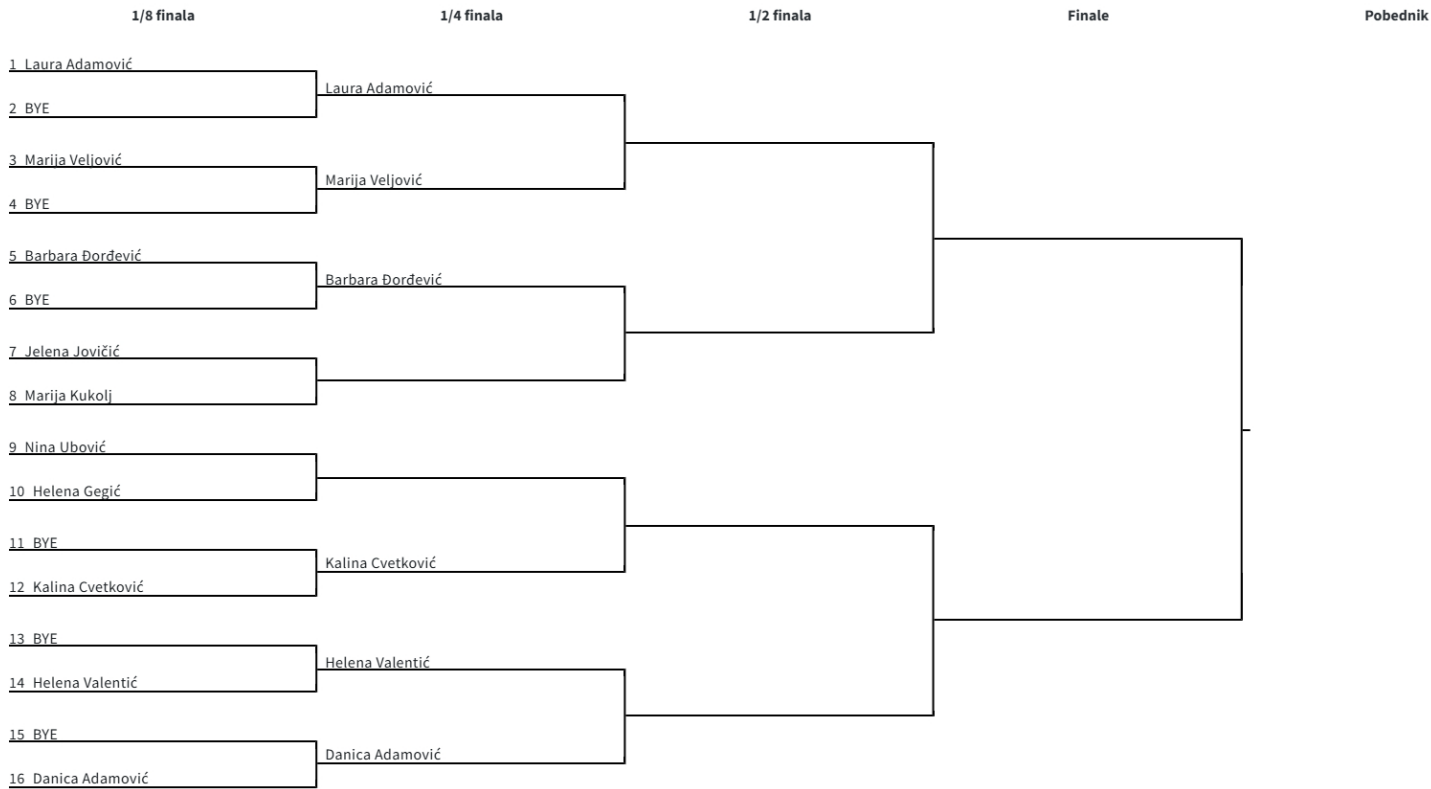 1/8 finala 1/4 finala 1/2 finala Finale Pobednik
1 Laura Adamović
Laura Adamović
2 BYE
3 Marija Veljović
Marija Veljović
4 BYE
5 Barbara Đorđević
Barbara Đorđević
6 BYE
7 Jelena Jovičić
8 Marija Kukolj
9 Nina Ubović
10 Helena Gegić
11 BYE
Kalina Cvetković
12 Kalina Cvetković
13 BYE
Helena Valentić
14 Helena Valentić
15 BYE
Danica Adamović
16 Danica Adamović